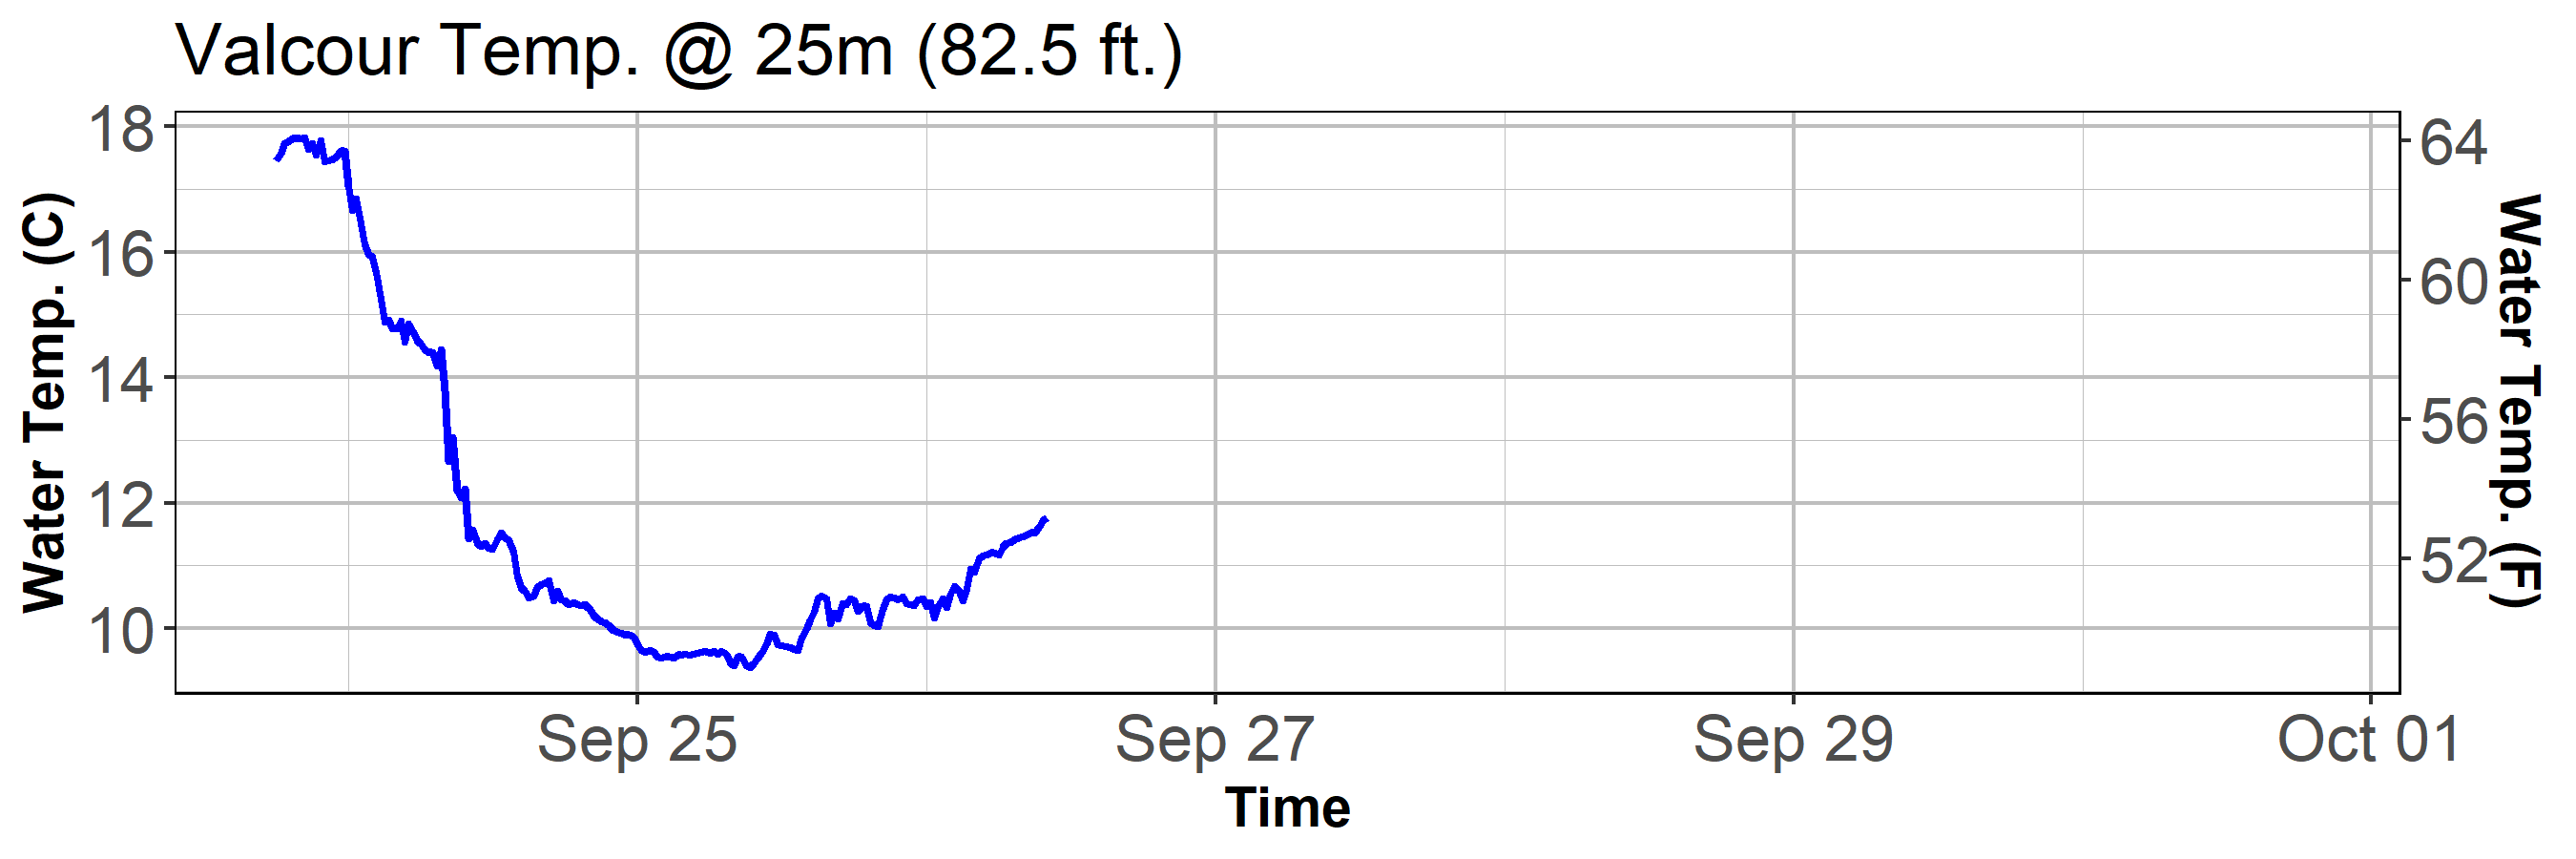 Valcour Temp. @ 25m (82.5 ft.)
Water Temp. (C)
18
16
14
12
10
64
60
56
52
Water Temp. (F)
Sep 25 Sep 27 Sep 29 Oct 01
Time